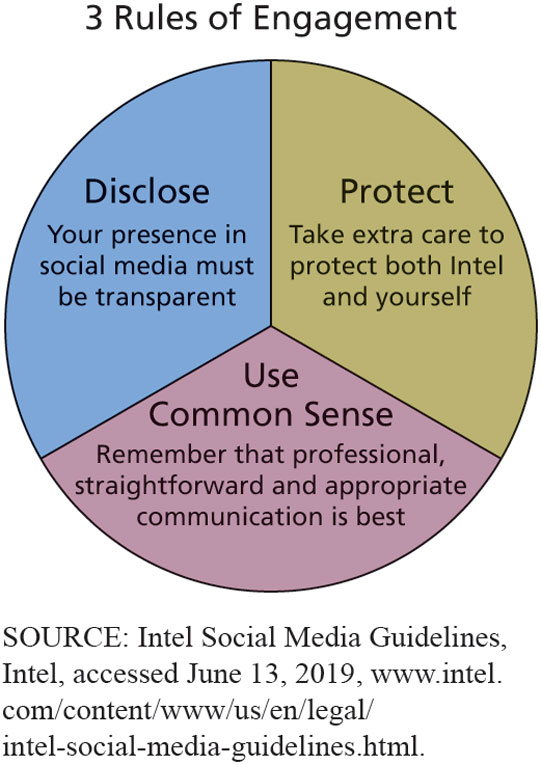 3 Rules of Engagement
Disclose
Your presence in
social media must
be transparent
Protect
Take extra care to
protect both Intel
and yourself
Use
Common Sense
Remember that professional,
straightforward and appropriate
communication is best
SOURCE: Intel Social Media Guidelines,
Intel, accessed June 13, 2019, www.intel.
com/content/www/us/en/legal/
intel-social-media-guidelines.html.